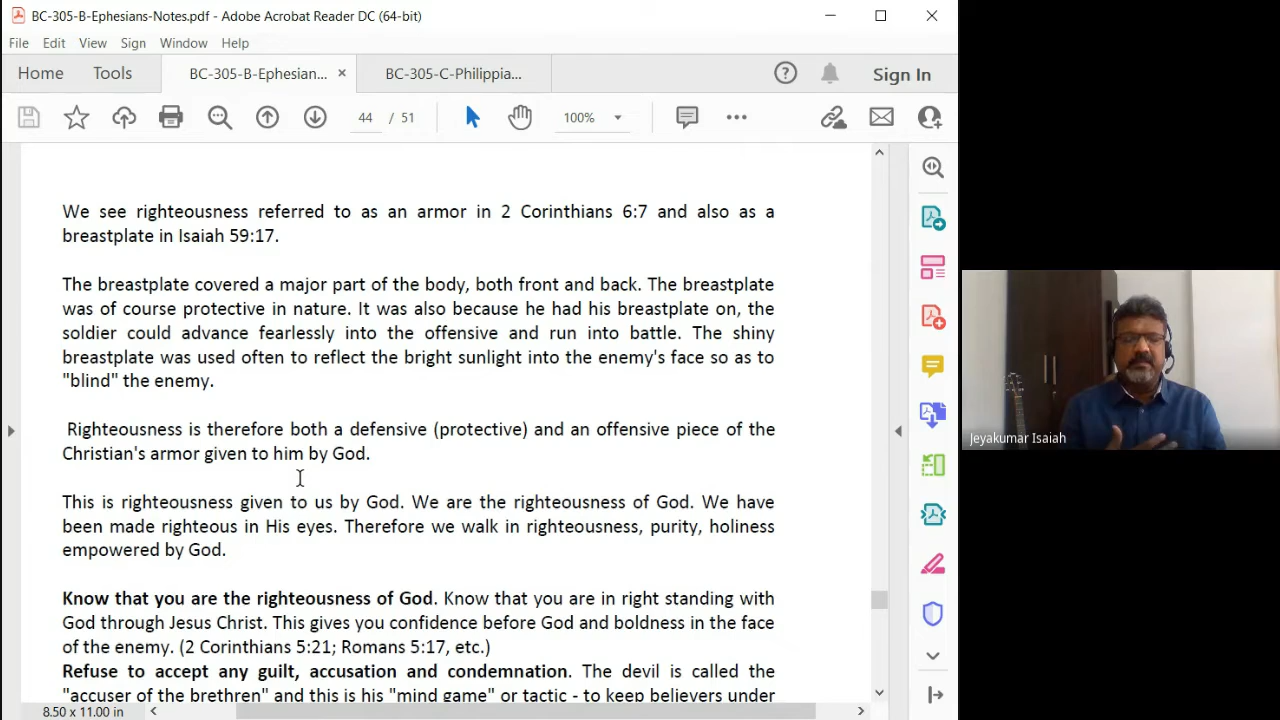 BC-305-B-Ephesians-Notes.pdf - Adobe Acrobat Reader DC (64-bit)
File Edit View Sign Window Help
Home Tools BC-305-B-Ephesian... × BC-305-C-Philippia... Sign In
44 / 51 100%
We see righteousness referred to as an armor in 2 Corinthians 6:7 and also as a
breastplate in Isaiah 59:17.
The breastplate covered a major part of the body, both front and back. The breastplate
was of course protective in nature. It was also because he had his breastplate on, the
soldier could advance fearlessly into the offensive and run into battle. The shiny
breastplate was used often to reflect the bright sunlight into the enemy's face so as to
"blind" the enemy.
Righteousness is therefore both a defensive (protective) and an offensive piece of the
Christian's armor given to him by God.
This is righteousness given to us by God. We are the righteousness of God. We have
been made righteous in His eyes. Therefore we walk in righteousness, purity, holiness
empowered by God.
Know that you are the righteousness of God. Know that you are in right standing with
God through Jesus Christ. This gives you confidence before God and boldness in the face
of the enemy. (2 Corinthians 5:21; Romans 5:17, etc.)
Refuse to accept any guilt, accusation and condemnation. The devil is called the
"accuser of the brethren" and this is his "mind game" or tactic - to keep believers under
8.50 x 11.00 in
Jeyakumar Isaiah